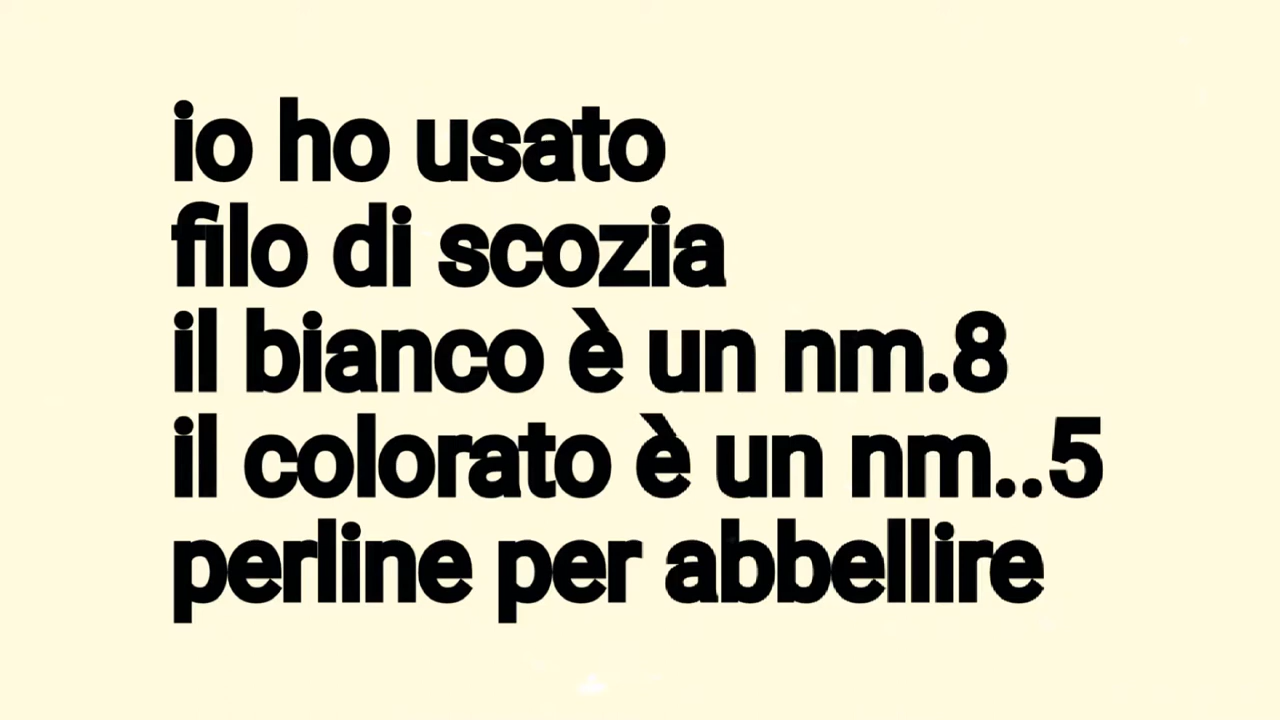 io ho usato
filo di scozia
il bianco è un nm.8
il colorato è un nm..5
perline per abbellire